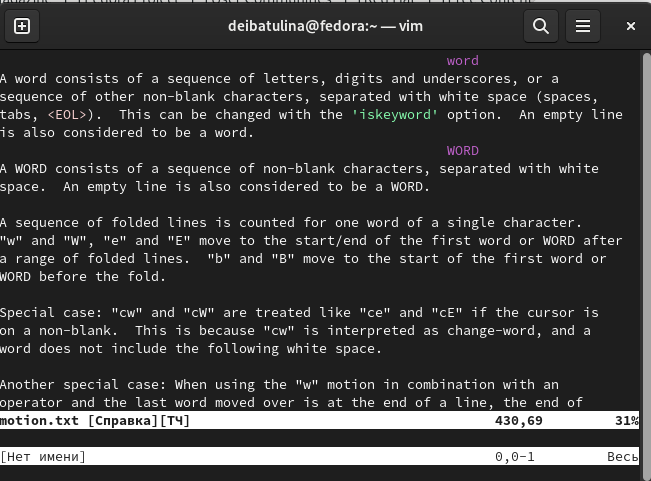 deibatulina@fedora:~ — vim
word
A word consists of a sequence of letters, digits and underscores, or a
sequence of other non-blank characters, separated with white space (spaces,
tabs, <EOL>).  This can be changed with the 'iskeyword' option.  An empty line
is also considered to be a word.
WORD
A WORD consists of a sequence of non-blank characters, separated with white
space.  An empty line is also considered to be a WORD.
A sequence of folded lines is counted for one word of a single character.
"w" and "W", "e" and "E" move to the start/end of the first word or WORD after
a range of folded lines.  "b" and "B" move to the start of the first word or
WORD before the fold.
Special case: "cw" and "cW" are treated like "ce" and "cE" if the cursor is
on a non-blank.  This is because "cw" is interpreted as change-word, and a
word does not include the following white space.
Another special case: When using the "w" motion in combination with an
operator and the last word moved over is at the end of a line, the end of
motion.txt [Справка][ТЧ] 430,69 31%
[Нет имени] 0,0-1 Весь